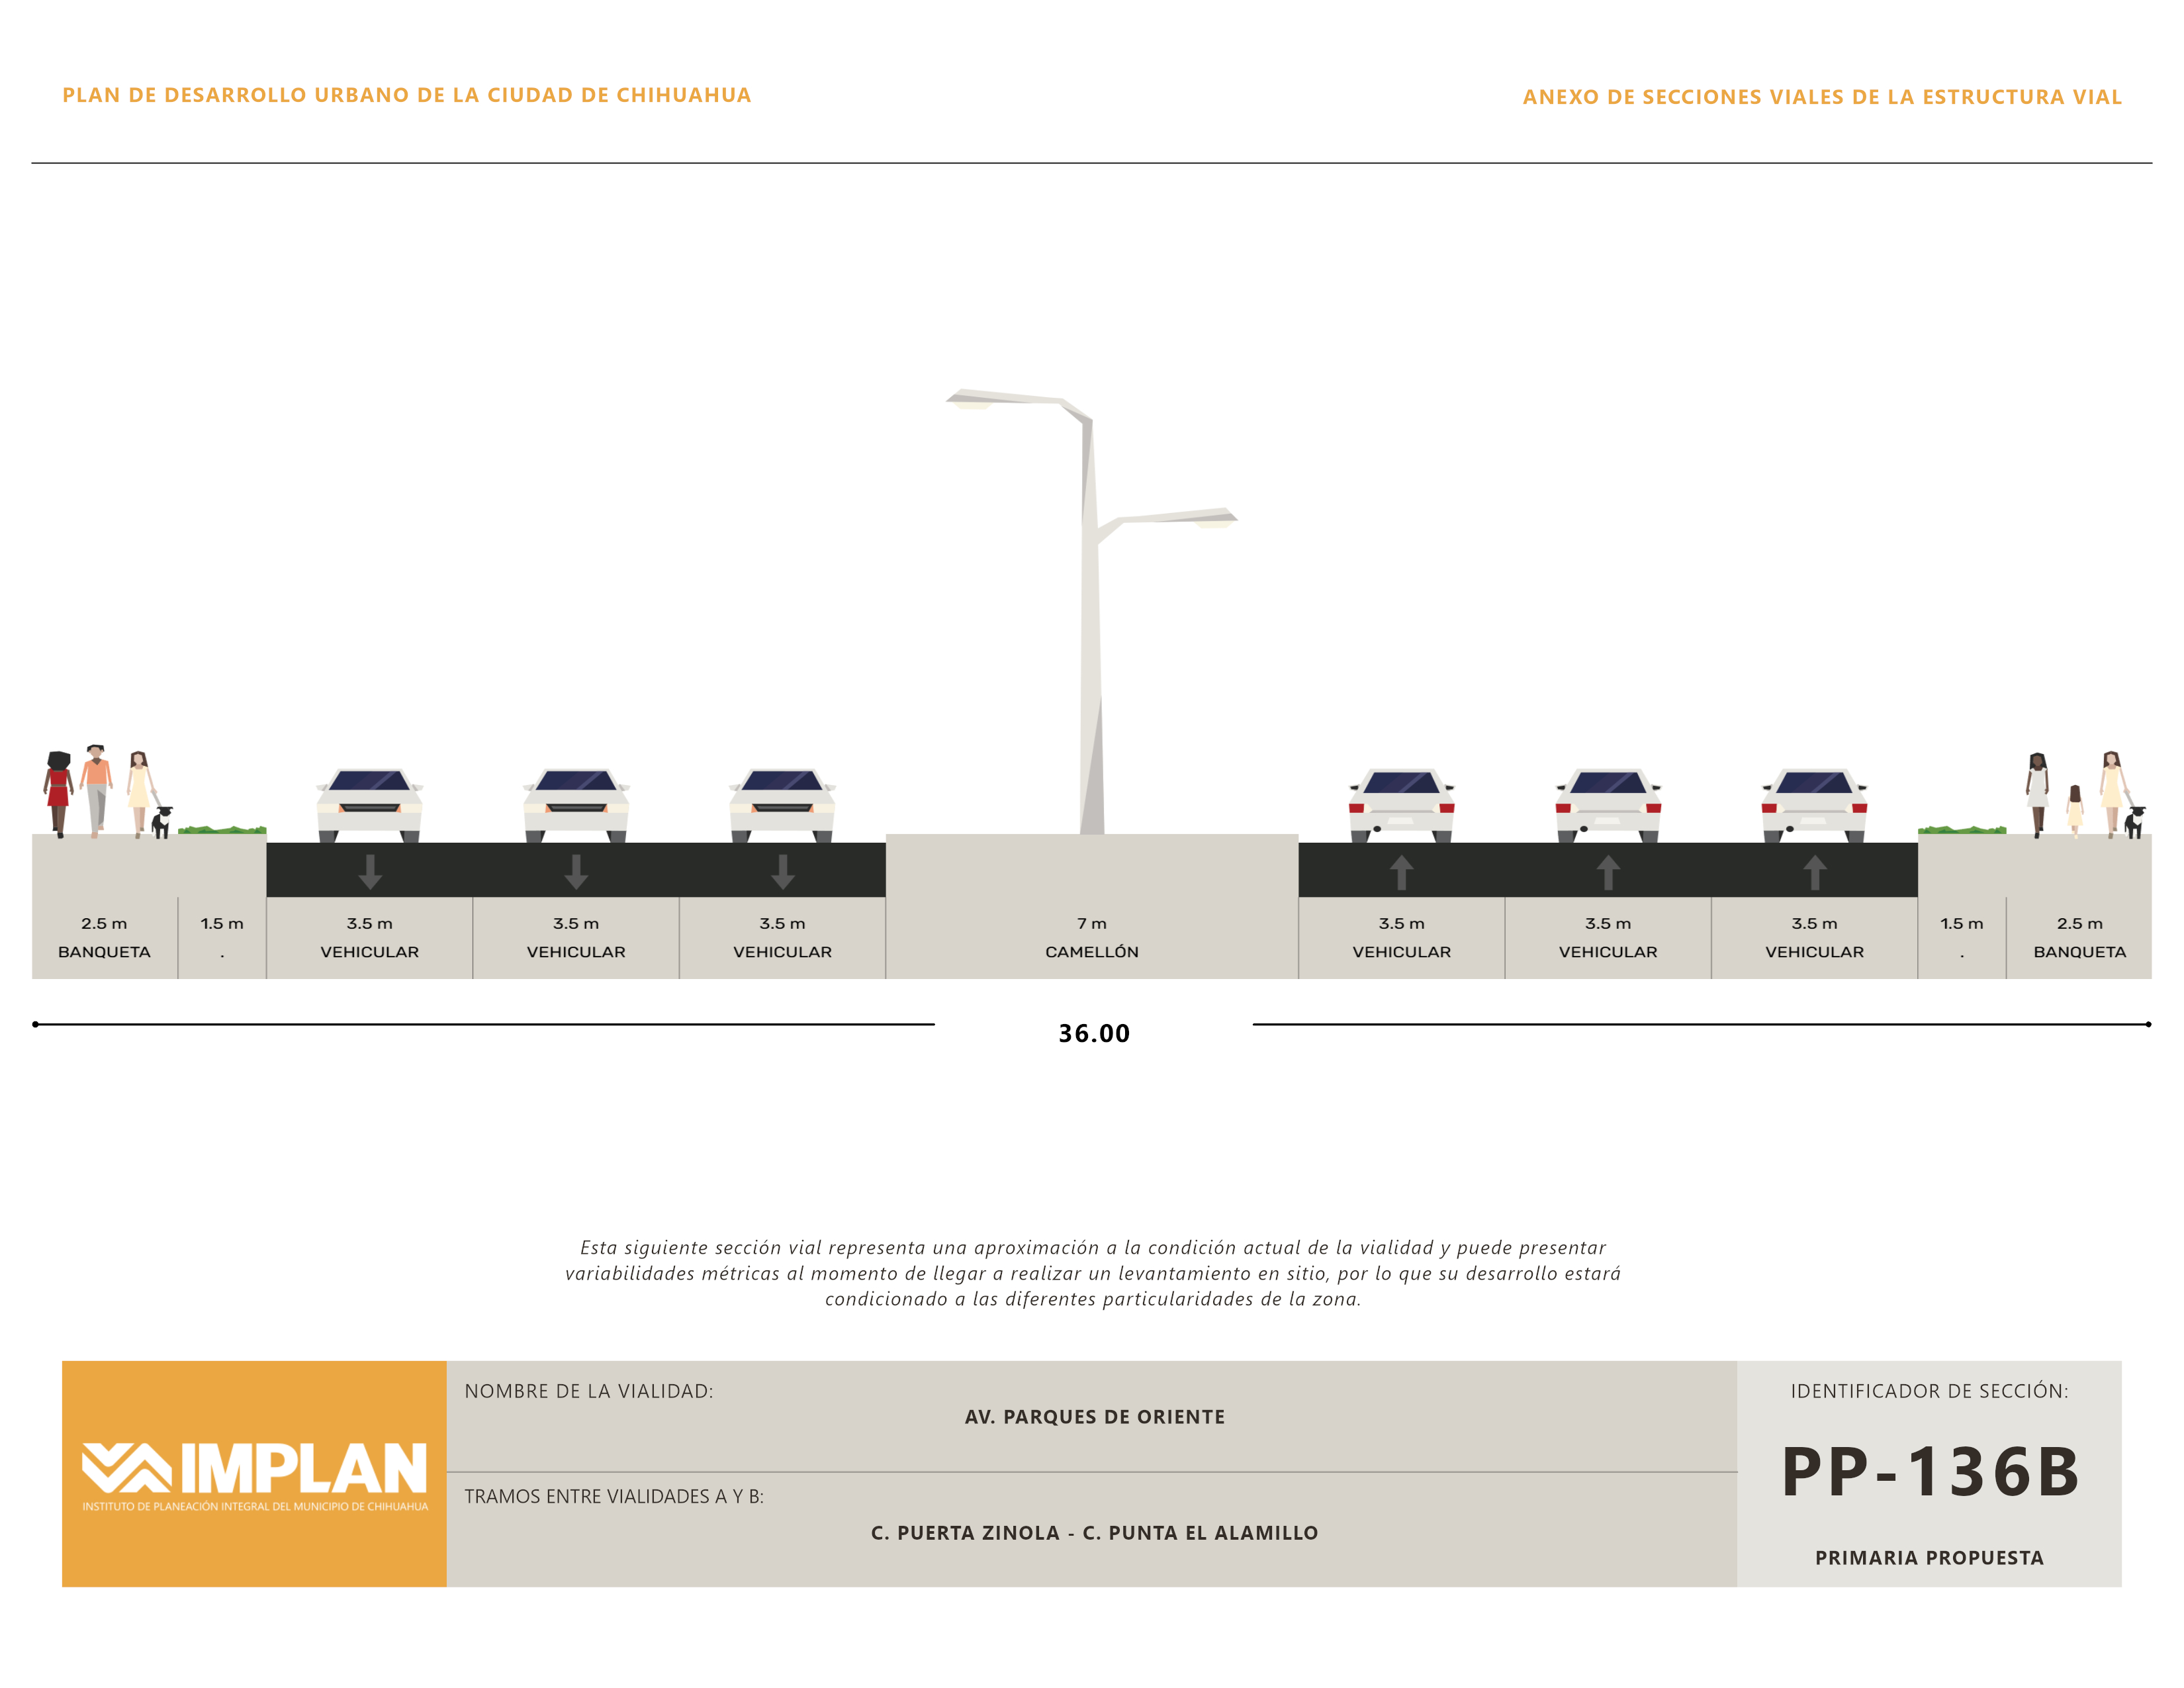 PLAN DE DESARROLLO URBANO DE LA CIUDAD DE CHIHUAHUA
ANEXO DE SECCIONES VIALES DE LA ESTRUCTURA VIAL
2.5 m 1.5 m 3.5 m 3.5 m 3.5 m 7 m 3.5 m 3.5 m 3.5 m 1.5 m 2.5 m
BANQUETA . VEHICULAR VEHICULAR VEHICULAR CAMELLÓN VEHICULAR VEHICULAR VEHICULAR . BANQUETA
36.00
Esta siguiente sección vial representa una aproximación a la condición actual de la vialidad y puede presentar
variabilidades métricas al momento de llegar a realizar un levantamiento en sitio, por lo que su desarrollo estará
condicionado a las diferentes particularidades de la zona.
IMPLAN
INSTITUTO DE PLANEACIÓN INTEGRAL DEL MUNICIPIO DE CHIHUAHUA
NOMBRE DE LA VIALIDAD:
AV. PARQUES DE ORIENTE
TRAMOS ENTRE VIALIDADES A Y B:
C. PUERTA ZINOLA - C. PUNTA EL ALAMILLO
IDENTIFICADOR DE SECCIÓN:
PP-136B
PRIMARIA PROPUESTA